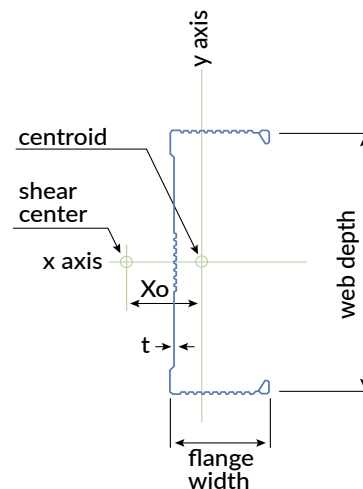 y axis
centroid
shear
center
x axis
Xo
web depth
t
flange
width